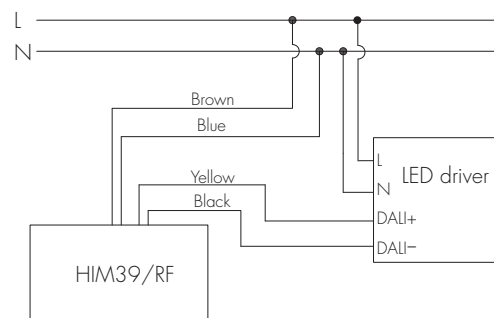 L
N
Brown
Blue
Yellow
Black
HIM39/RF
L
N
DALI+
DALI−
LED driver